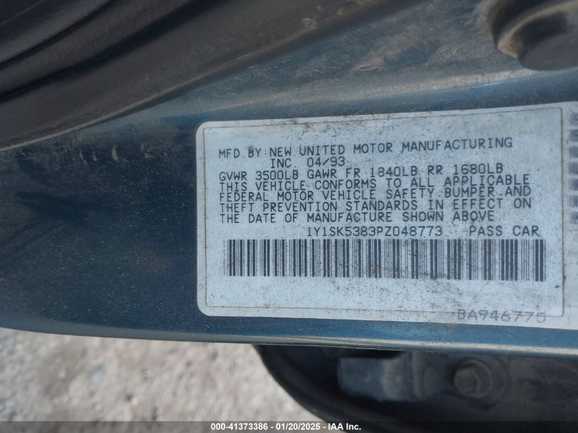 MFD BY:NEW UNITED MOTOR MANUFACTURING
INC 04/93
GVWR 3500LB GAWR FR 1840LB RR 1680LB
THIS VEHICLE CONFORMS TO ALL APPLICABLE
FEDERAL MOTOR VEHICLE SAFETY BUMPER AND
THEFT PREVENTION STANDARDS IN EFFECT ON
THE DATE OF MANUFACTURE SHOWN ABOVE
1Y1SK5383PZ048773 PASS CAR
BA946775
000-41373386 - 01/20/2025 - IAA Inc.